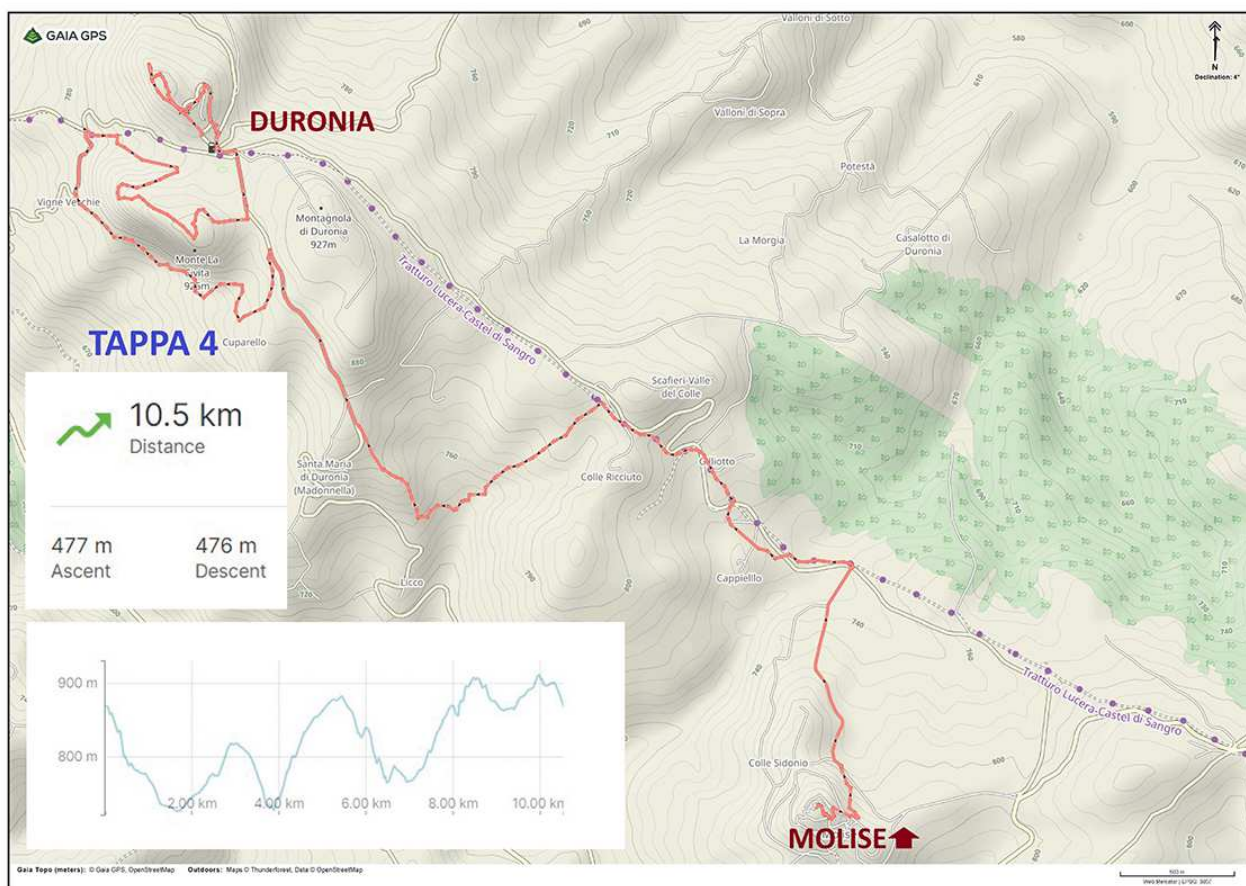 GAIA GPS
N
Declination: 4°
Valloni di Sotto
Valloni di Sopra
DURONIA
Potestà
Vigne Vecchie
Montagnola
di Duronia
927m
La Morgia
Casalotto di
Duronia
Monte La
Tratturo Lucera-Castel di Sangro
TAPPA 4
Cuparello
Scafieri-Valle
del Colle
10.5 km
Distance
Santa Maria
di Duronia
(Madonnella)
Colle Ricciuto
477 m
Ascent
476 m
Descent
Licco
Tratturo Lucera-Castel di Sangro
900 m
800 m
2.00 km
4.00 km
6.00 km
8.00 km
10.00 km
Colle Sidonio
MOLISE
Gaia Topo (meters): © Gaia GPS, OpenStreetMap Outdoors: Maps © Thunderforest, Data © OpenStreetMap